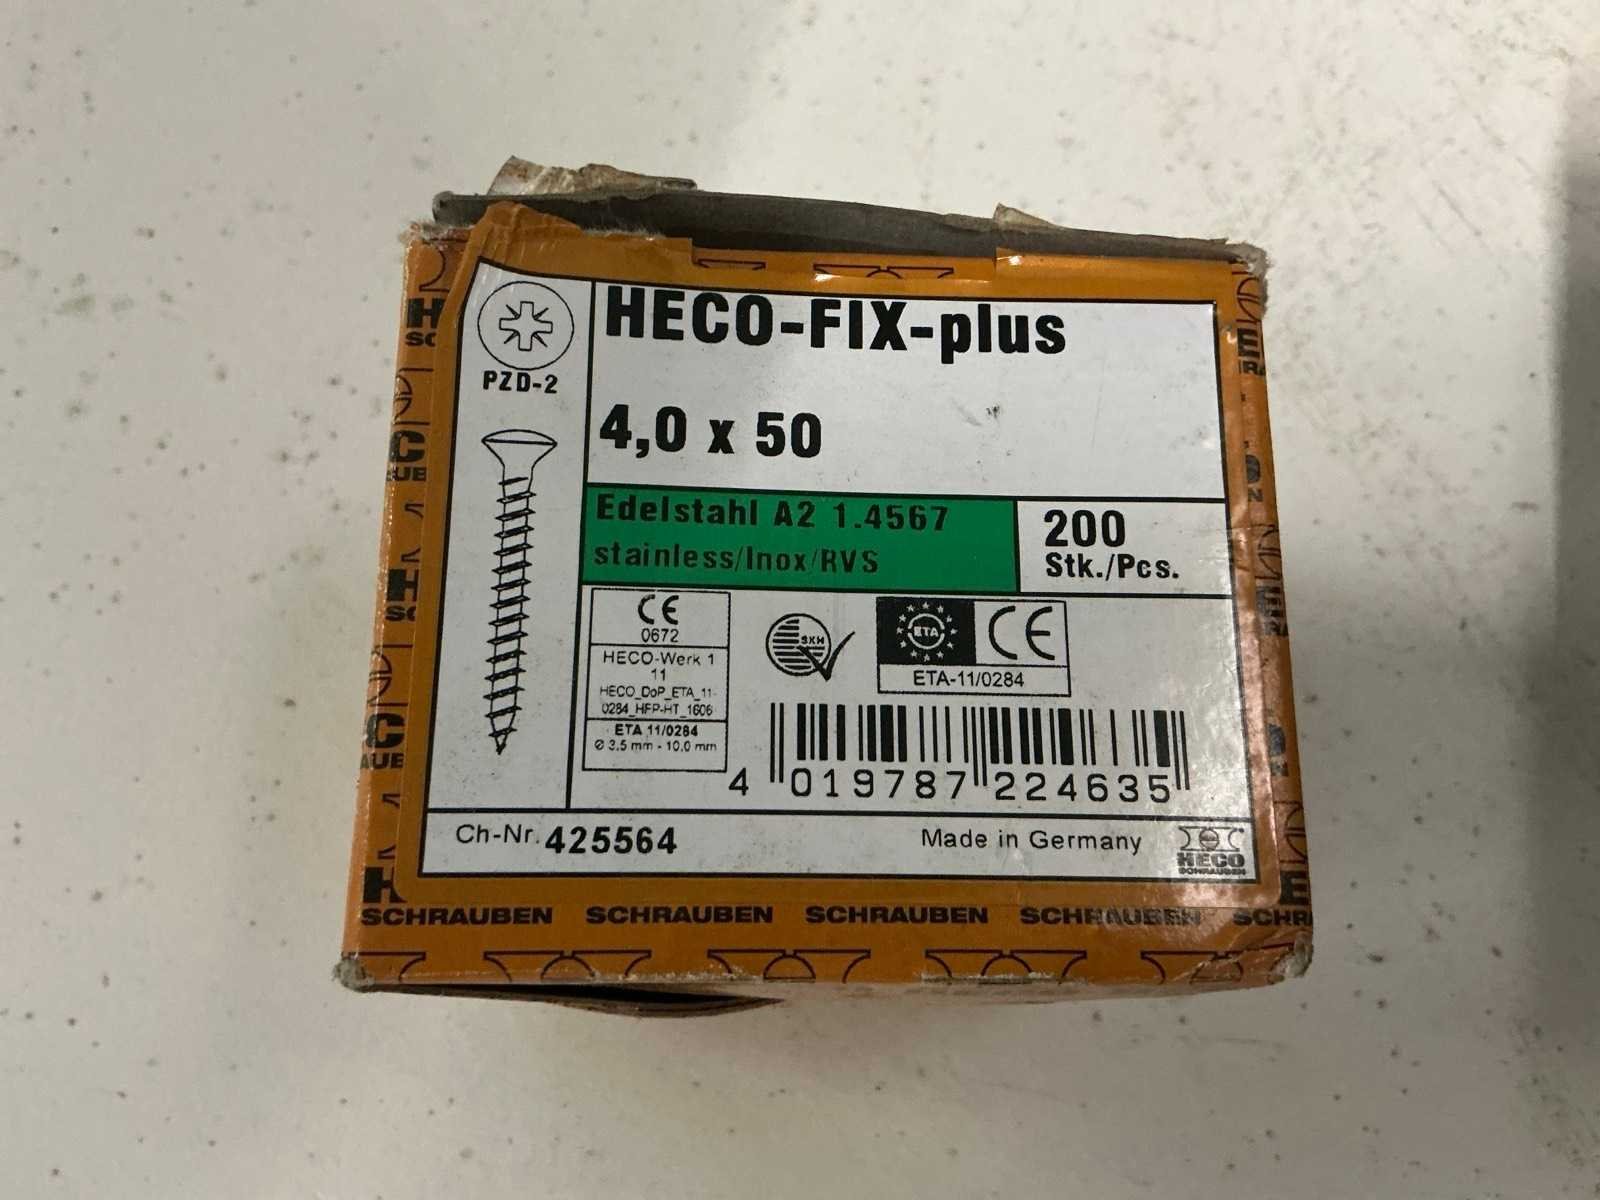 HECO-FIX-plus
PZD-2
4,0 x 50
Edelstahl A2 1.4567
stainless/Inox/RVS
200
Stk./Pcs.
CE
0672
HECO-Werk 1
11
HECO_DoP_ETA_11-
0284_HFP-HT_1606
ETA 11/0284
Ø 3.5 mm - 10.0 mm
SKH
ETA
CE
ETA-11/0284
4 019787 224635
Ch-Nr. 425564
Made in Germany
HECO
SCHRAUBEN
SCHRAUBEN SCHRAUBEN SCHRAUBEN SCHRAUBEN SCHRA